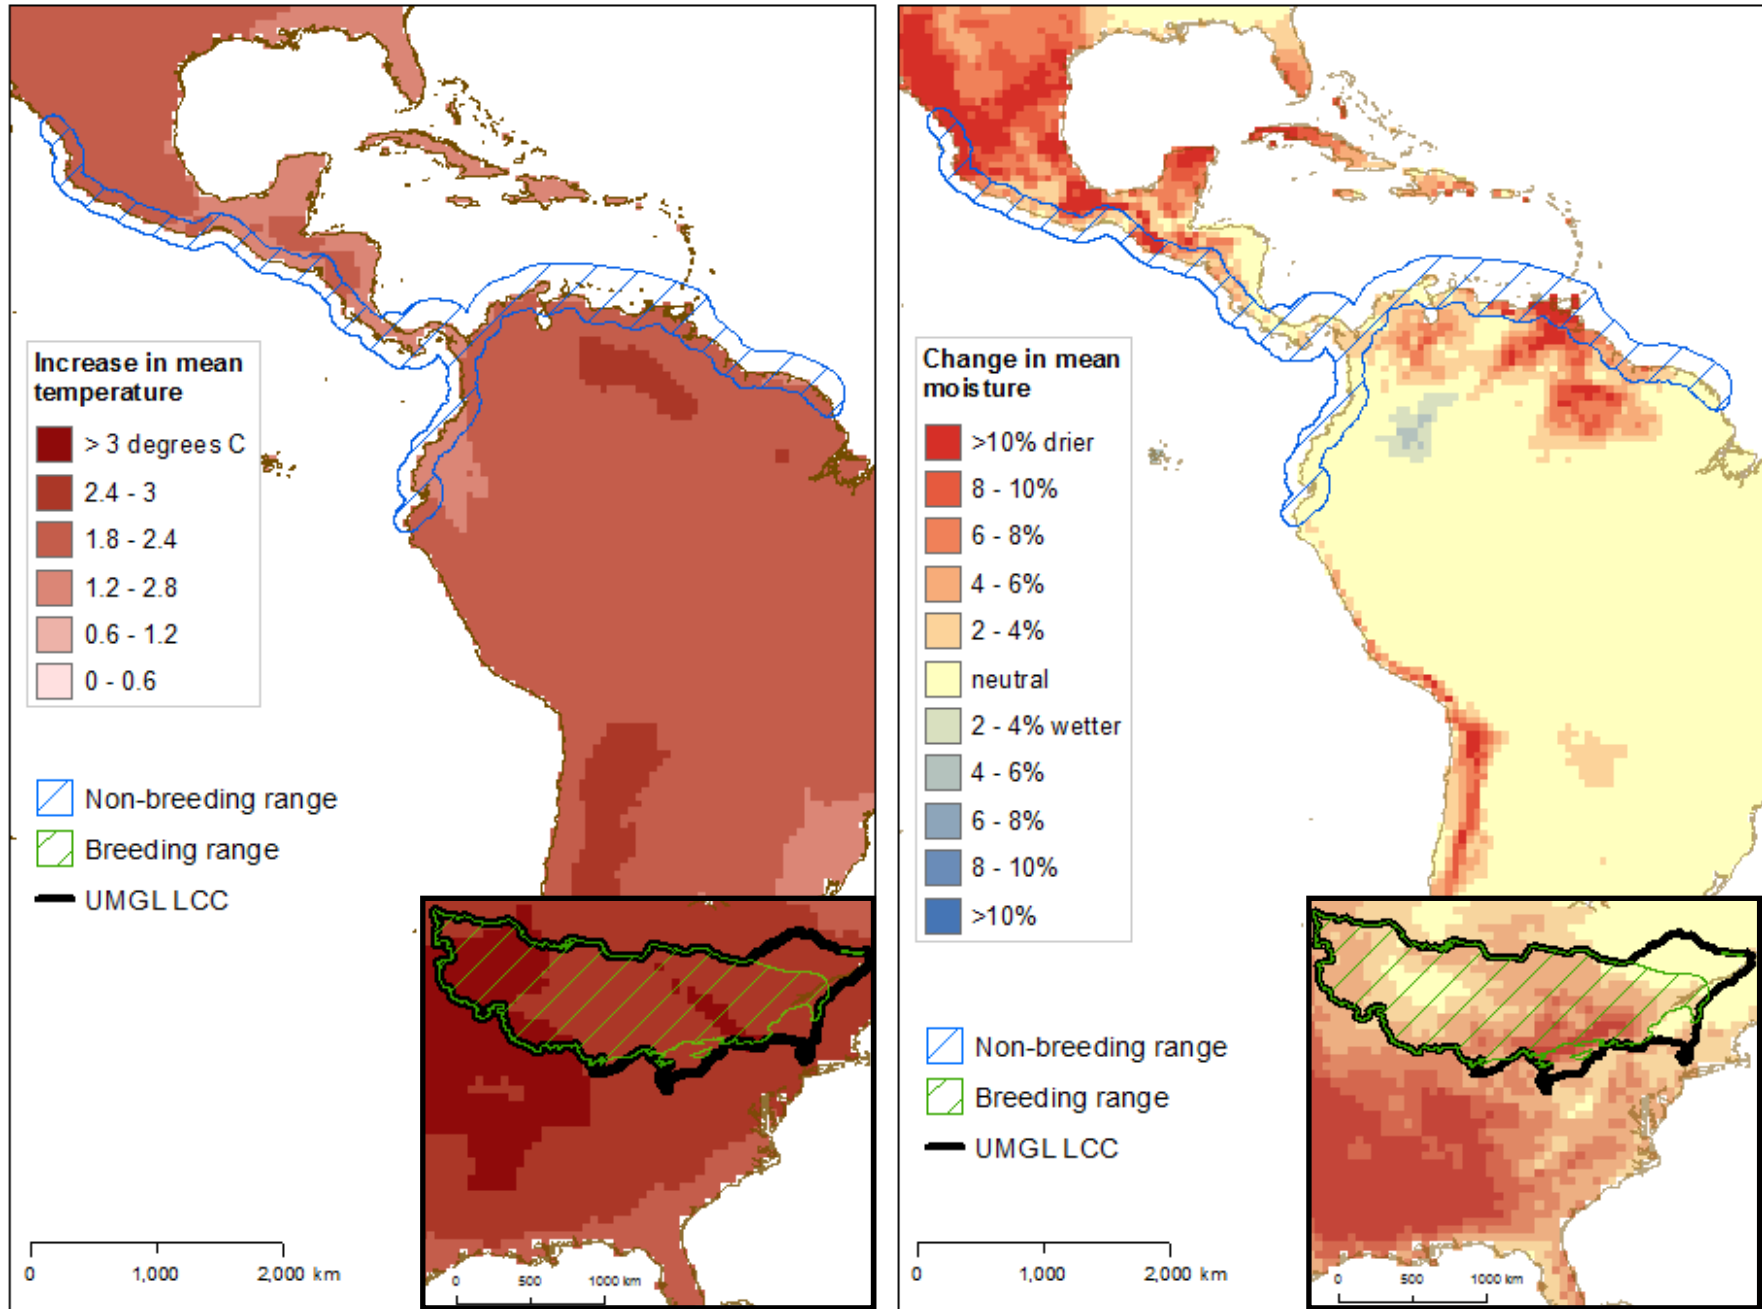 Increase in mean
temperature
> 3 degrees C
2.4 - 3
1.8 - 2.4
1.2 - 2.8
0.6 - 1.2
0 - 0.6
Non-breeding range
Breeding range
UMGL LCC
0 1,000 2,000 km
0 500 1000 km
Change in mean
moisture
>10% drier
8 - 10%
6 - 8%
4 - 6%
2 - 4%
neutral
2 - 4% wetter
4 - 6%
6 - 8%
8 - 10%
>10%
Non-breeding range
Breeding range
UMGL LCC
0 1,000 2,000 km
0 500 1000 km